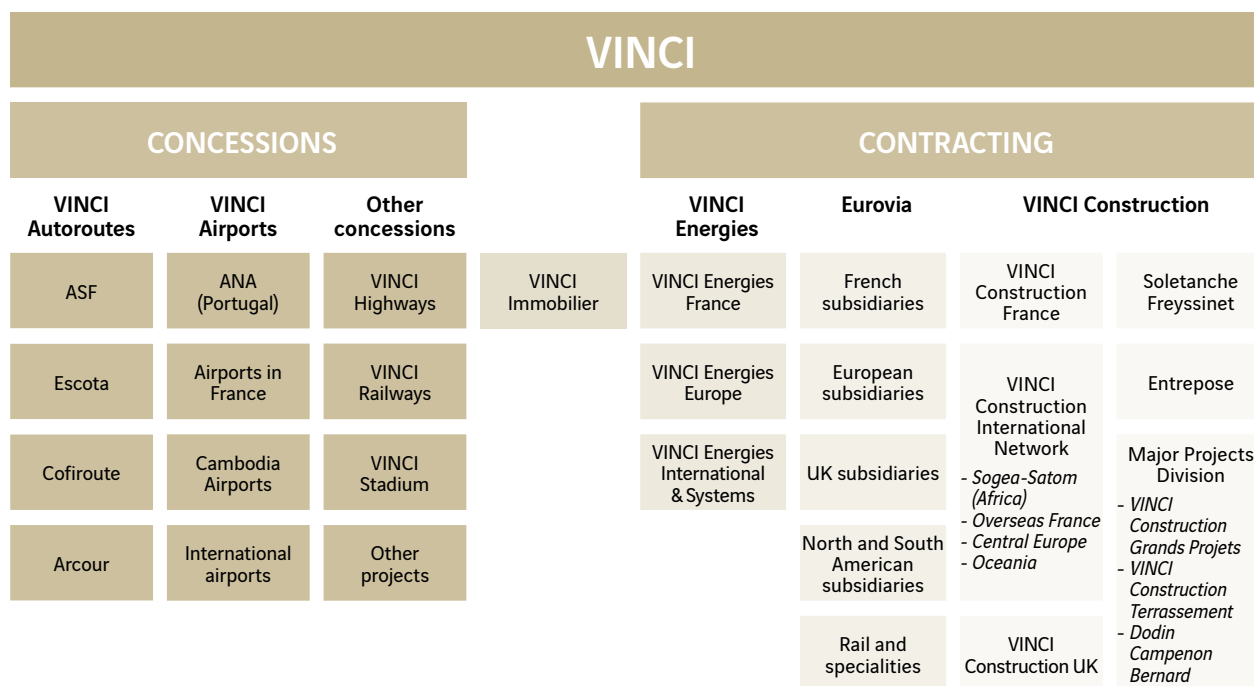 VINCI
CONCESSIONS
CONTRACTING
VINCI
Autoroutes
VINCI
Airports
Other
concessions
VINCI
Energies
Eurovia
VINCI Construction
ASF
ANA
(Portugal)
VINCI
Highways
VINCI
Immobilier
VINCI Energies
France
French
subsidiaries
VINCI
Construction
France
Soletanche
Freyssinet
Escota
Airports in
France
VINCI
Railways
VINCI Energies
Europe
European
subsidiaries
VINCI
Construction
International
Network
- Sogea-Satom
(Africa)
- Overseas France
- Central Europe
- Oceania
Entrepose
Cofiroute
Cambodia
Airports
VINCI
Stadium
VINCI Energies
International
& Systems
UK subsidiaries
Major Projects
Division
- VINCI
Construction
Grands Projets
- VINCI
Construction
Terrassement
- Dodin
Campenon
Bernard
Arcour
International
airports
Other
projects
North and South
American
subsidiaries
Rail and
specialities
VINCI
Construction UK